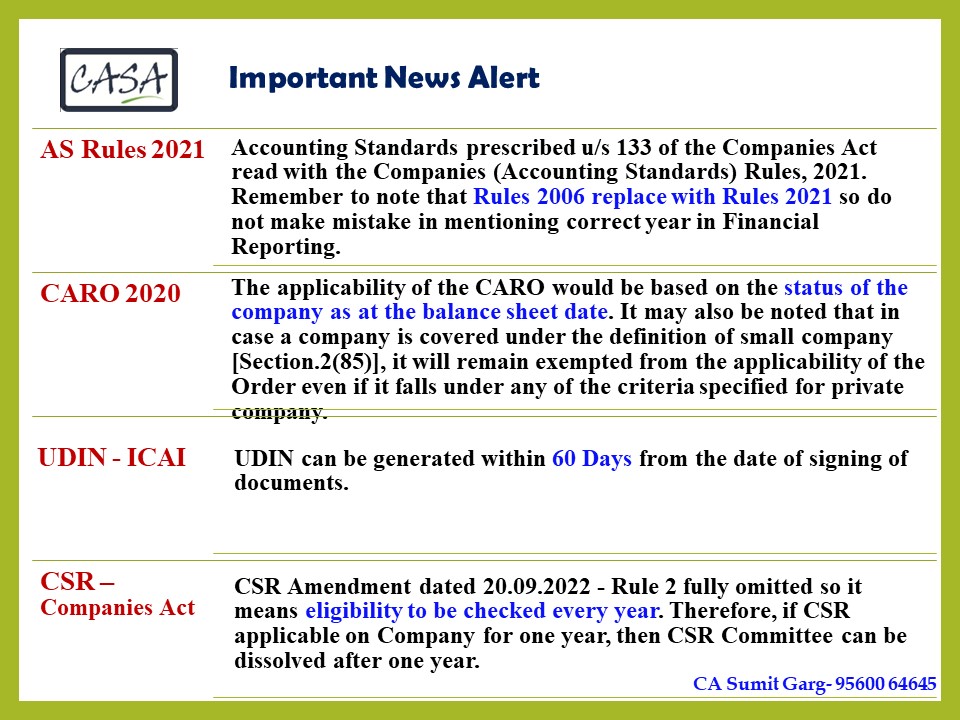 CASA
Important News Alert
AS Rules 2021
Accounting Standards prescribed u/s 133 of the Companies Act
read with the Companies (Accounting Standards) Rules, 2021.
Remember to note that Rules 2006 replace with Rules 2021 so do
not make mistake in mentioning correct year in Financial
Reporting.
CARO 2020
The applicability of the CARO would be based on the status of the
company as at the balance sheet date. It may also be noted that in
case a company is covered under the definition of small company
[Section.2(85)], it will remain exempted from the applicability of the
Order even if it falls under any of the criteria specified for private
company.
UDIN - ICAI
UDIN can be generated within 60 Days from the date of signing of
documents.
CSR –
Companies Act
CSR Amendment dated 20.09.2022 - Rule 2 fully omitted so it
means eligibility to be checked every year. Therefore, if CSR
applicable on Company for one year, then CSR Committee can be
dissolved after one year.
CA Sumit Garg- 95600 64645